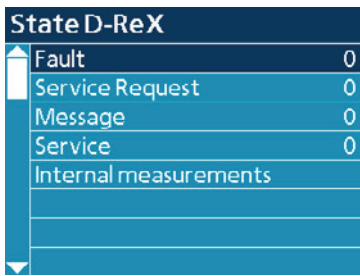 State D-ReX
Fault 0
Service Request 0
Message 0
Service 0
Internal measurements